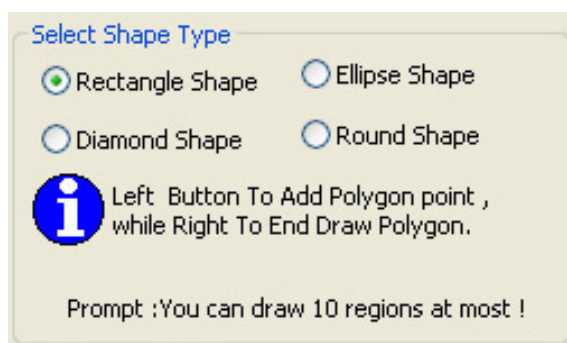 Select Shape Type
Rectangle Shape
Ellipse Shape
Diamond Shape
Round Shape
Left Button To Add Polygon point ,
while Right To End Draw Polygon.
Prompt :You can draw 10 regions at most !